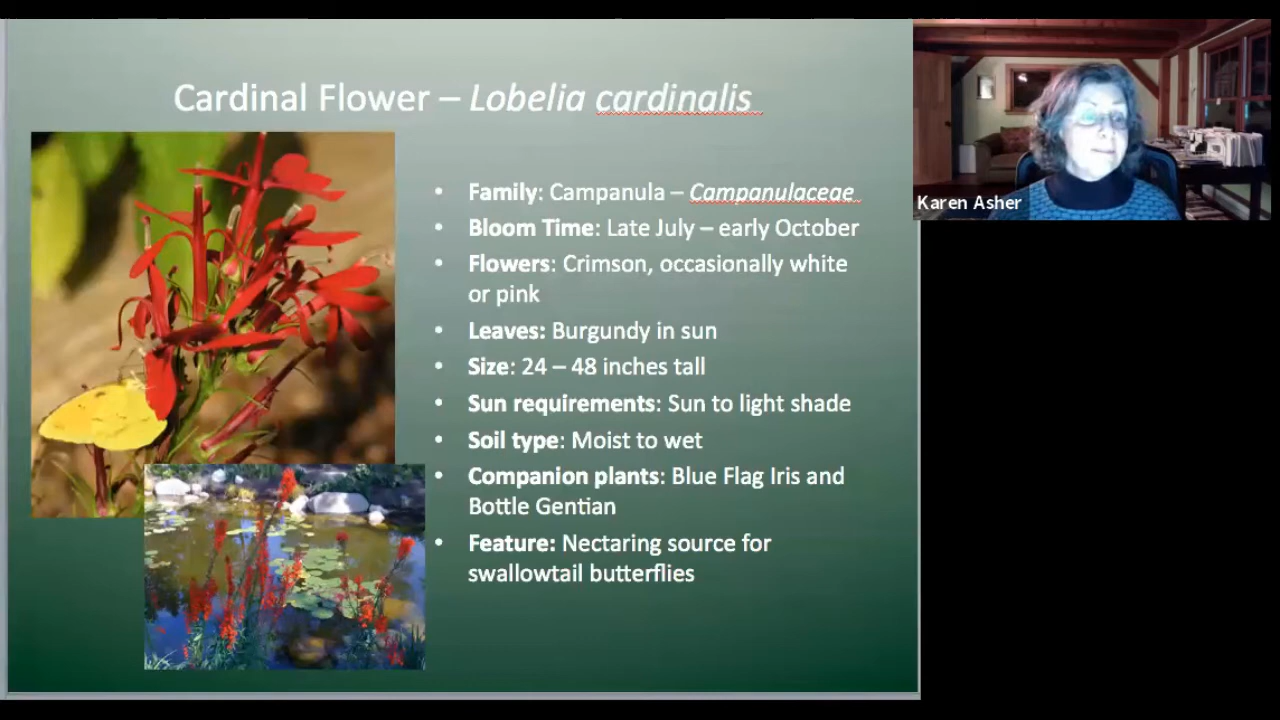 Cardinal Flower – Lobelia cardinalis
• Family: Campanula – Campanulaceae
• Bloom Time: Late July – early October
• Flowers: Crimson, occasionally white
or pink
• Leaves: Burgundy in sun
• Size: 24 – 48 inches tall
• Sun requirements: Sun to light shade
• Soil type: Moist to wet
• Companion plants: Blue Flag Iris and
Bottle Gentian
• Feature: Nectaring source for
swallowtail butterflies
Karen Asher